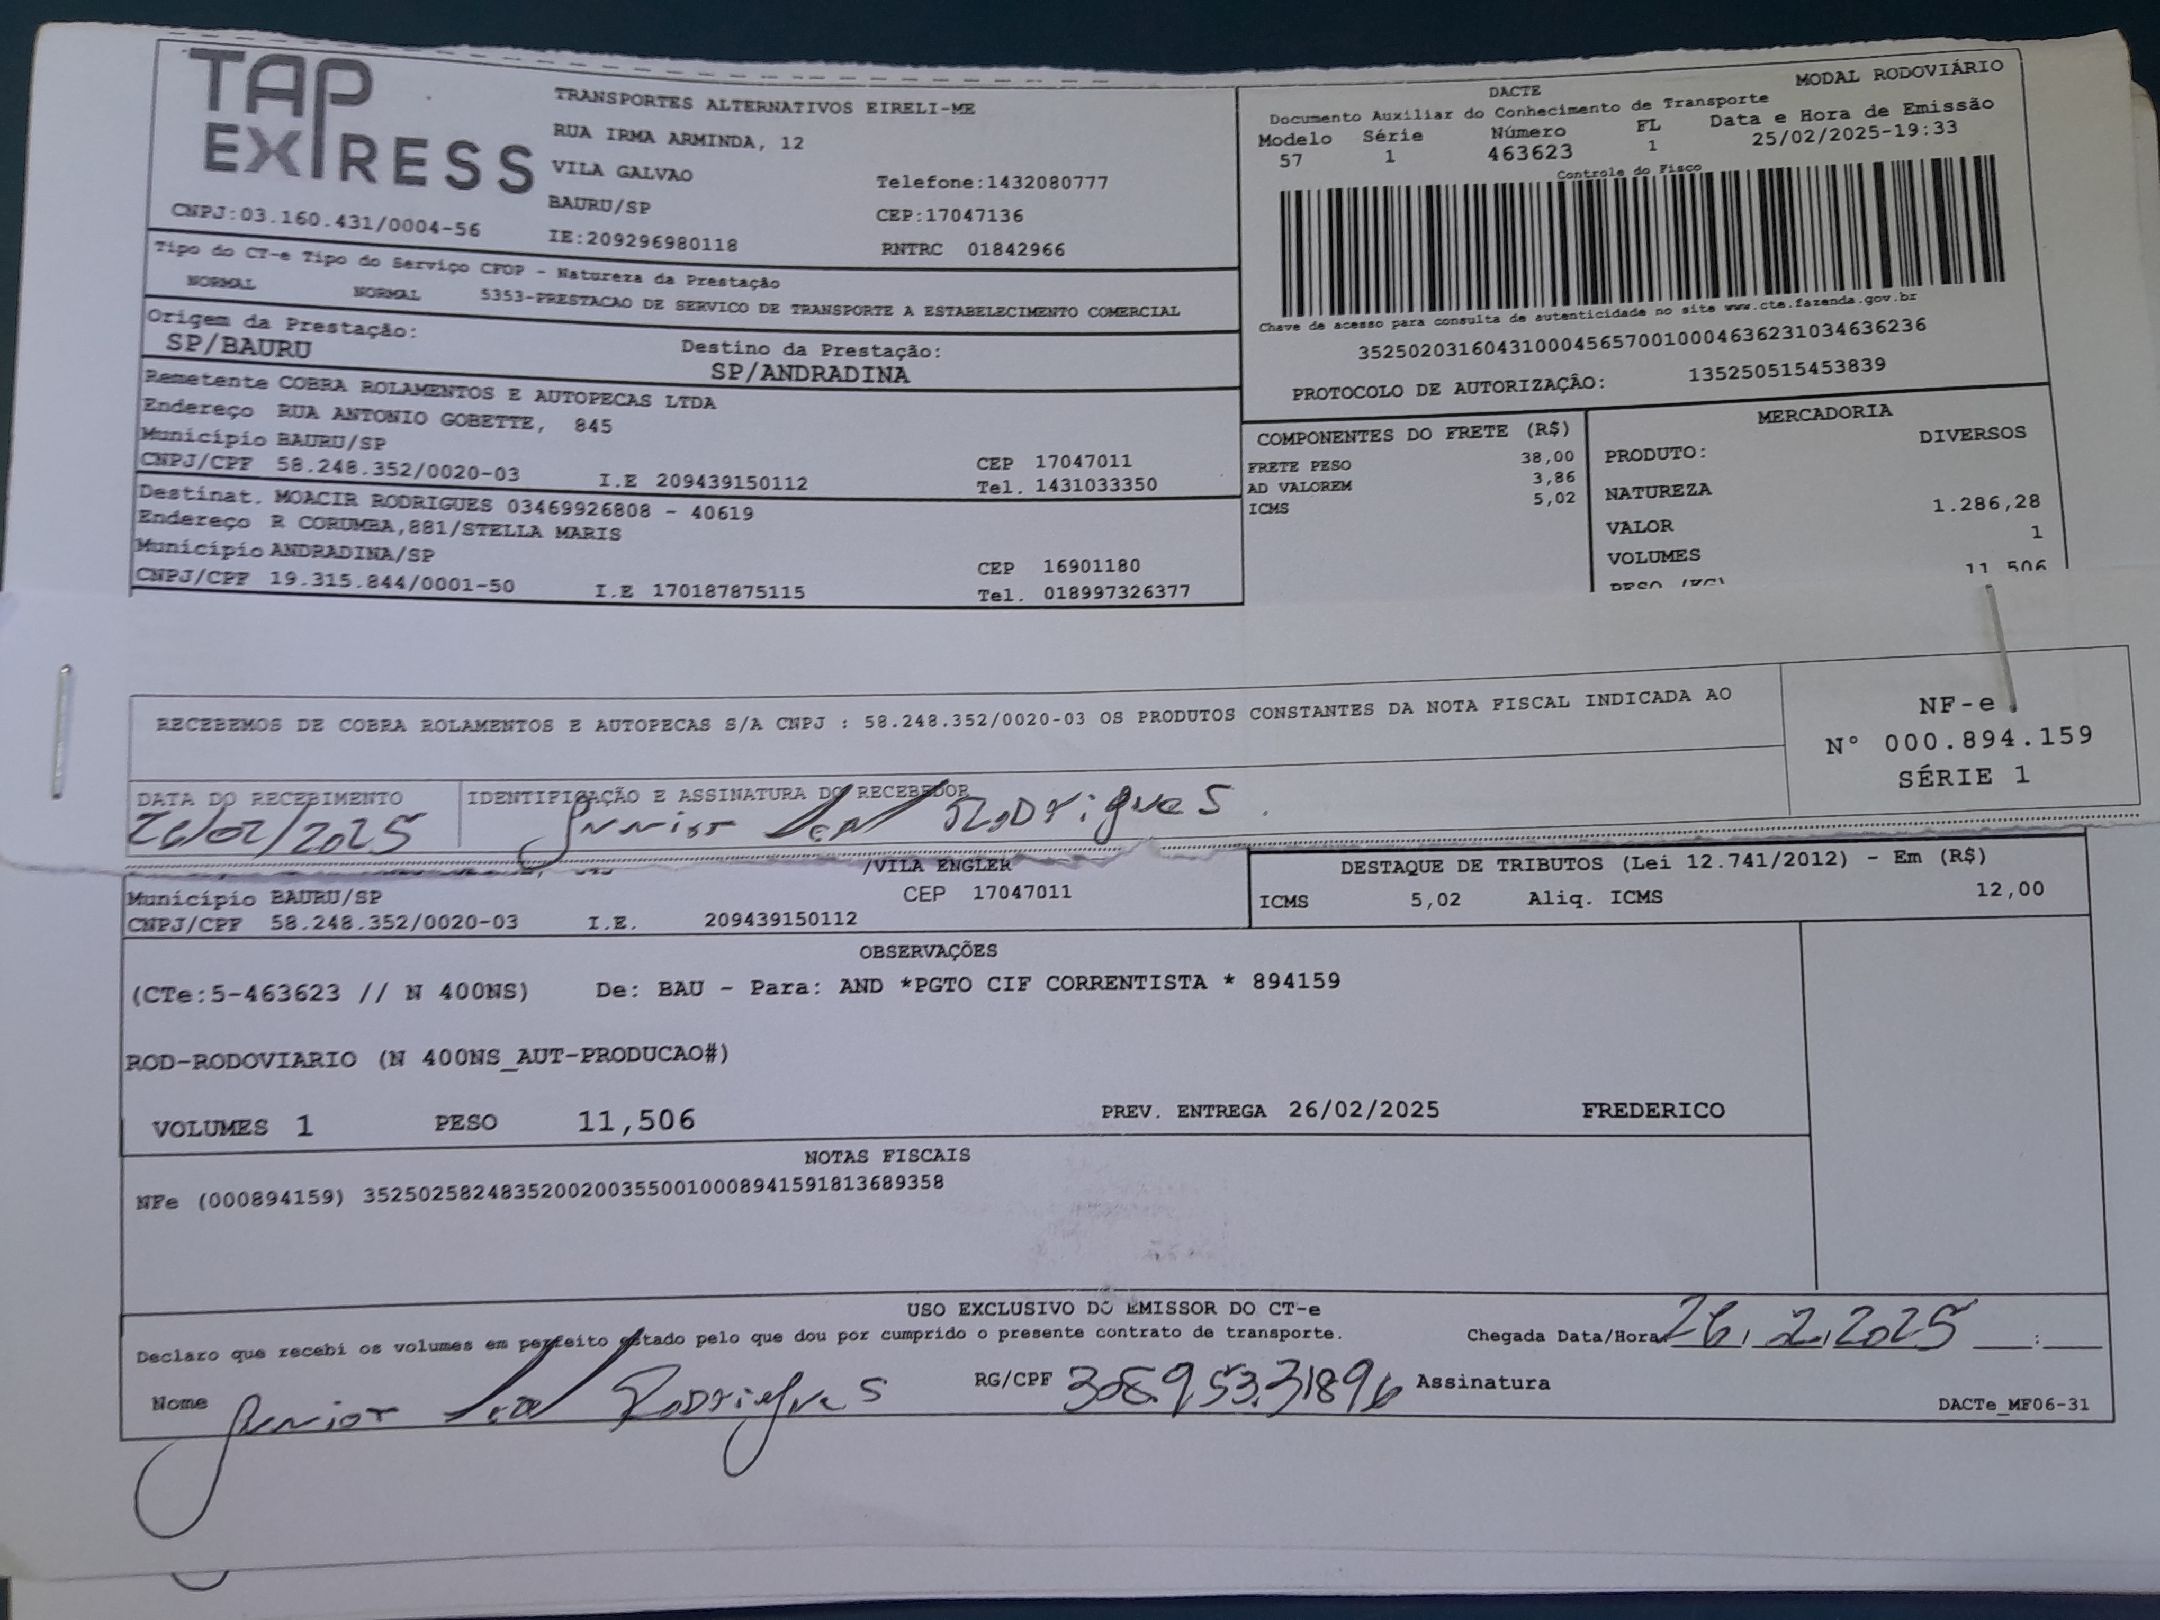 TAP
EXPRESS
TRANSPORTES ALTERNATIVOS EIRELI-ME
RUA IRMA ARMINDA, 12
VILA GALVAO
Telefone:1432080777
BAURU/SP
CEP:17047136
CNPJ:03.160.431/0004-56
IE:209296980118
RNTRC 01842966
DACTE
MODAL RODOVIÁRIO
Documento Auxiliar do Conhecimento de Transporte
Modelo Série Número FL Data e Hora de Emissão
57 1 463623 1 25/02/2025-19:33
Controle do Fisco
Chave de acesso para consulta de autenticidade no site www.cte.fazenda.gov.br
35250203160431000456570010004636231034636236
PROTOCOLO DE AUTORIZAÇÂO: 135250515453839
Tipo do CT-e Tipo do Serviço CFOP - Natureza da Prestação
NORMAL NORMAL 5353-PRESTACAO DE SERVICO DE TRANSPORTE A ESTABELECIMENTO COMERCIAL
Origem da Prestação:
SP/BAURU
Destino da Prestação:
SP/ANDRADINA
Remetente COBRA ROLAMENTOS E AUTOPECAS LTDA
Endereço RUA ANTONIO GOBETTE, 845
Município BAURU/SP
CEP 17047011
CNPJ/CPF 58.248.352/0020-03 I.E 209439150112 Tel. 1431033350
Destinat. MOACIR RODRIGUES 03469926808 - 40619
Endereço R CORUMBA,881/STELLA MARIS
Município ANDRADINA/SP
CEP 16901180
CNPJ/CPF 19.315.844/0001-50 I.E 170187875115 Tel. 018997326377
COMPONENTES DO FRETE (R$)
FRETE PESO 38,00
AD VALOREM 3,86
ICMS 5,02
MERCADORIA
PRODUTO: DIVERSOS
NATUREZA
VALOR 1.286,28
VOLUMES 1
PESO (KG) 11,506
RECEBEMOS DE COBRA ROLAMENTOS E AUTOPECAS S/A CNPJ : 58.248.352/0020-03 OS PRODUTOS CONSTANTES DA NOTA FISCAL INDICADA AO
NF-e
N° 000.894.159
SÉRIE 1
DATA DO RECEBIMENTO
IDENTIFICAÇÃO E ASSINATURA DO RECEBEDOR
26/02/2025
Junior Leal Rodrigues
/VILA ENGLER
Município BAURU/SP
CEP 17047011
CNPJ/CPF 58.248.352/0020-03 I.E. 209439150112
DESTAQUE DE TRIBUTOS (Lei 12.741/2012) - Em (R$)
ICMS 5,02 Aliq. ICMS 12,00
OBSERVAÇÕES
(CTe:5-463623 // N 400NS) De: BAU - Para: AND *PGTO CIF CORRENTISTA * 894159
ROD-RODOVIARIO (N 400NS_AUT-PRODUCAO#)
VOLUMES 1 PESO 11,506 PREV. ENTREGA 26/02/2025 FREDERICO
NOTAS FISCAIS
NFe (000894159) 35250258248352002003550010008941591813689358
USO EXCLUSIVO DO EMISSOR DO CT-e
Declaro que recebi os volumes em perfeito estado pelo que dou por cumprido o presente contrato de transporte.
Chegada Data/Hora 26.2.2025 :
Nome Junior Leal Rodrigues RG/CPF Assinatura
DACTe_MF06-31